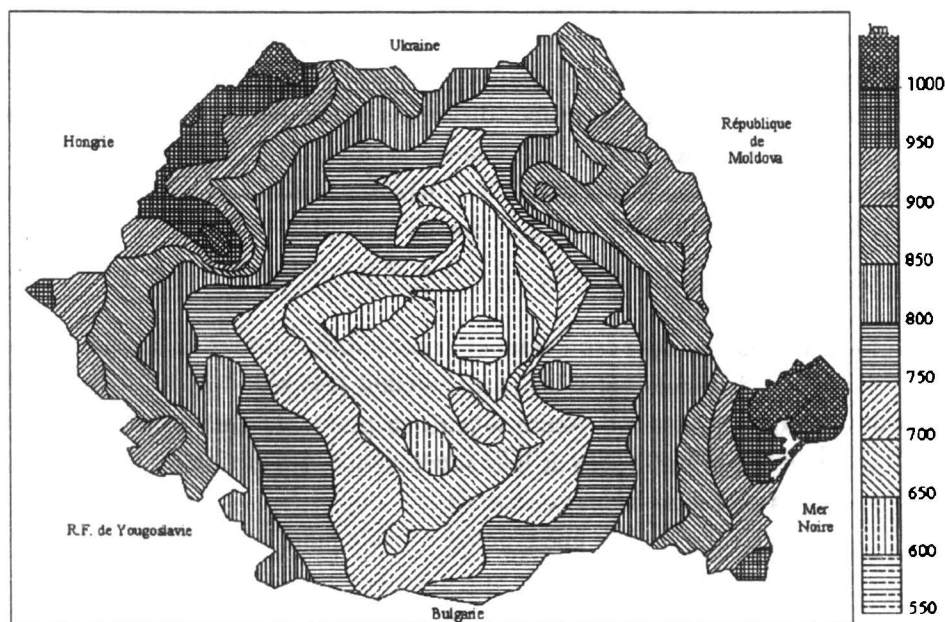 Ukraine
km
1000
Hongrie
République
de
Moldova
950
900
850
800
750
700
650
R.F. de Yougoslavie
Mer
Noire
600
550
Bulgarie